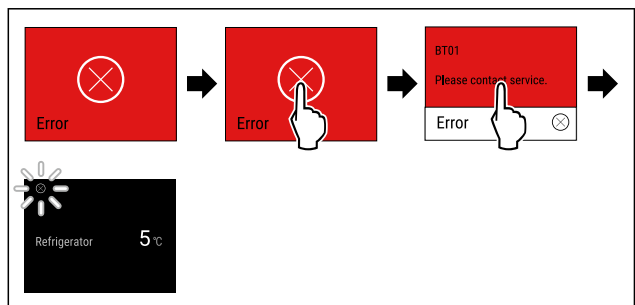 Error
Error
BT01
Please contact service.
Error
Refrigerator 5 °C